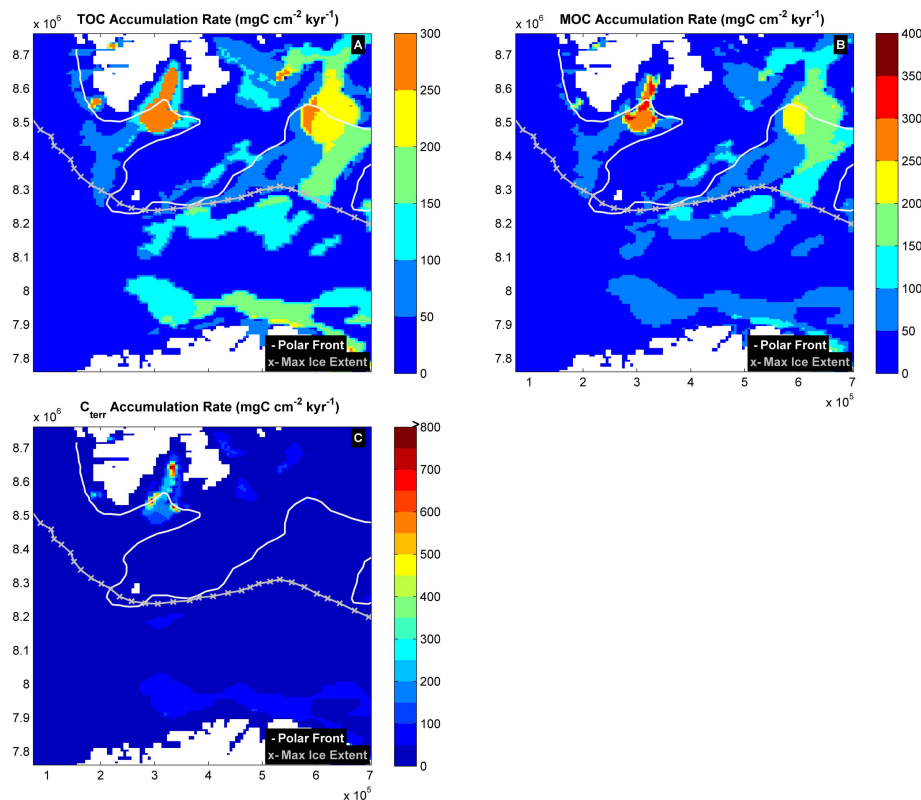 TOC Accumulation Rate (mgC cm⁻² kyr⁻¹)
x 10⁶
A
8.7
8.6
8.5
8.4
8.3
8.2
8.1
8
7.9
7.8
- Polar Front
x- Max Ice Extent
300
250
200
150
100
50
0
MOC Accumulation Rate (mgC cm⁻² kyr⁻¹)
x 10⁶
B
8.7
8.6
8.5
8.4
8.3
8.2
8.1
8
7.9
7.8
- Polar Front
x- Max Ice Extent
1 2 3 4 5 6 7
x 10⁵
400
350
300
250
200
150
100
50
0
C_terr Accumulation Rate (mgC cm⁻² kyr⁻¹)
x 10⁶
C
8.7
8.6
8.5
8.4
8.3
8.2
8.1
8
7.9
7.8
- Polar Front
x- Max Ice Extent
1 2 3 4 5 6 7
x 10⁵
>
800
700
600
500
400
300
200
100
0